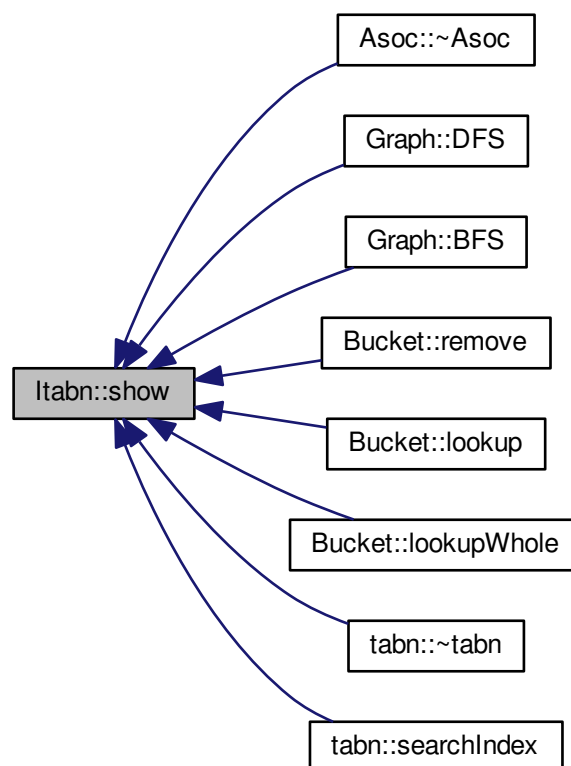 Asoc::~Asoc
Graph::DFS
Graph::BFS
Bucket::remove
Itabn::show
Bucket::lookup
Bucket::lookupWhole
tabn::~tabn
tabn::searchIndex